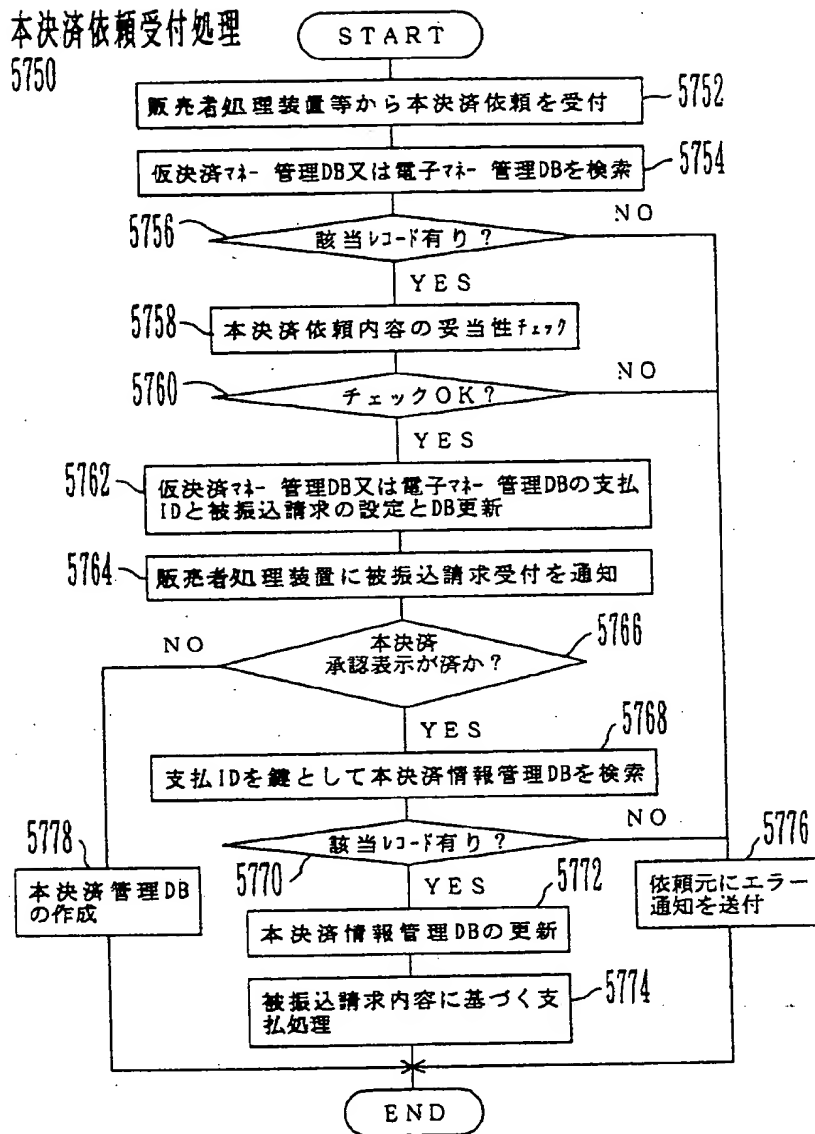 本決済依頼受付処理
5750
START
販売者処理装置等から本決済依頼を受付
5752
仮決済ﾏﾈｰ 管理DB又は電子ﾏﾈｰ 管理DBを検索
5754
5756
該当ﾚｺｰﾄﾞ有り?
NO
YES
5758
本決済依頼内容の妥当性ﾁｪｯｸ
5760
チェックOK?
NO
YES
5762
仮決済ﾏﾈｰ 管理DB又は電子ﾏﾈｰ 管理DBの支払
IDと被振込請求の設定とDB更新
5764
販売者処理装置に被振込請求受付を通知
NO
本決済
承認表示が済か?
5766
YES
5768
支払IDを鍵として本決済情報管理DBを検索
該当ﾚｺｰﾄﾞ有り?
NO
5770
YES
5778
本決済管理DB
の作成
5772
本決済情報管理DBの更新
5776
依頼元にエラー
通知を送付
被振込請求内容に基づく支
払処理
5774
END